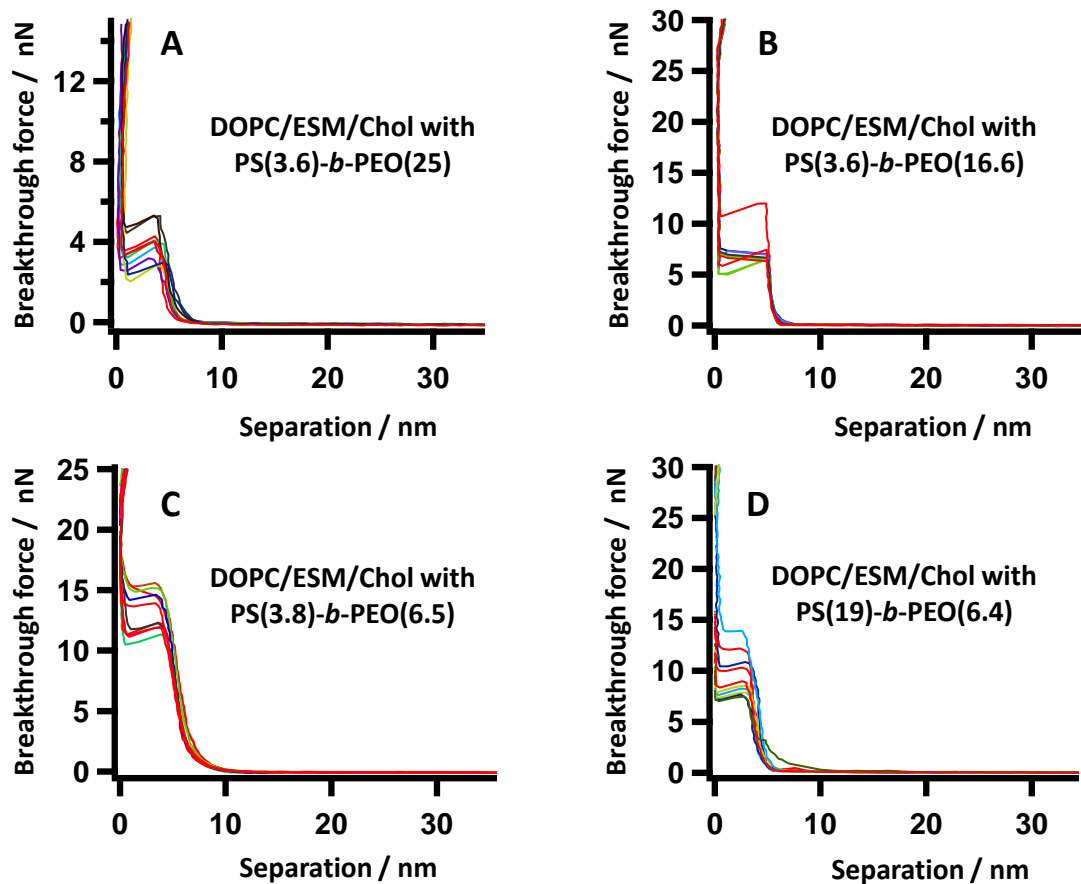 A
DOPC/ESM/Chol with
PS(3.6)-b-PEO(25)
Breakthrough force / nN
12
8
4
0
0 10 20 30
Separation / nm
B
DOPC/ESM/Chol with
PS(3.6)-b-PEO(16.6)
Breakthrough force / nN
30
25
20
15
10
5
0
0 10 20 30
Separation / nm
C
DOPC/ESM/Chol with
PS(3.8)-b-PEO(6.5)
Breakthrough force / nN
25
20
15
10
5
0
0 10 20 30
Separation / nm
D
DOPC/ESM/Chol with
PS(19)-b-PEO(6.4)
Breakthrough force / nN
30
25
20
15
10
5
0
0 10 20 30
Separation / nm